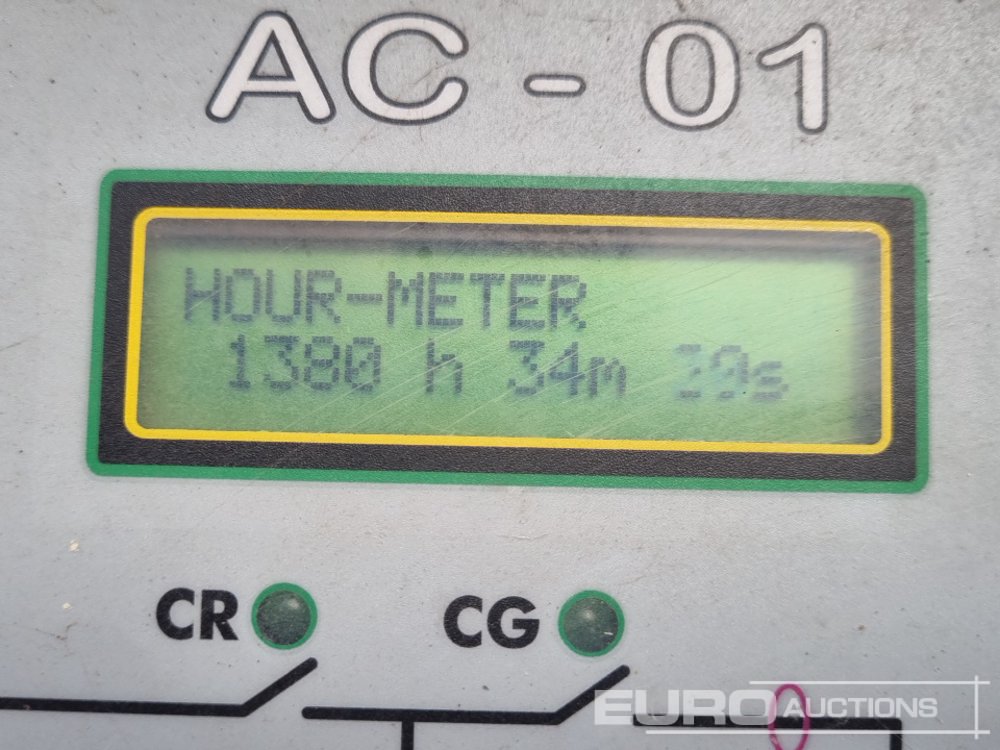 AC - 01
HOUR-METER
1380 h 34m
CR CG
EURO AUCTIONS